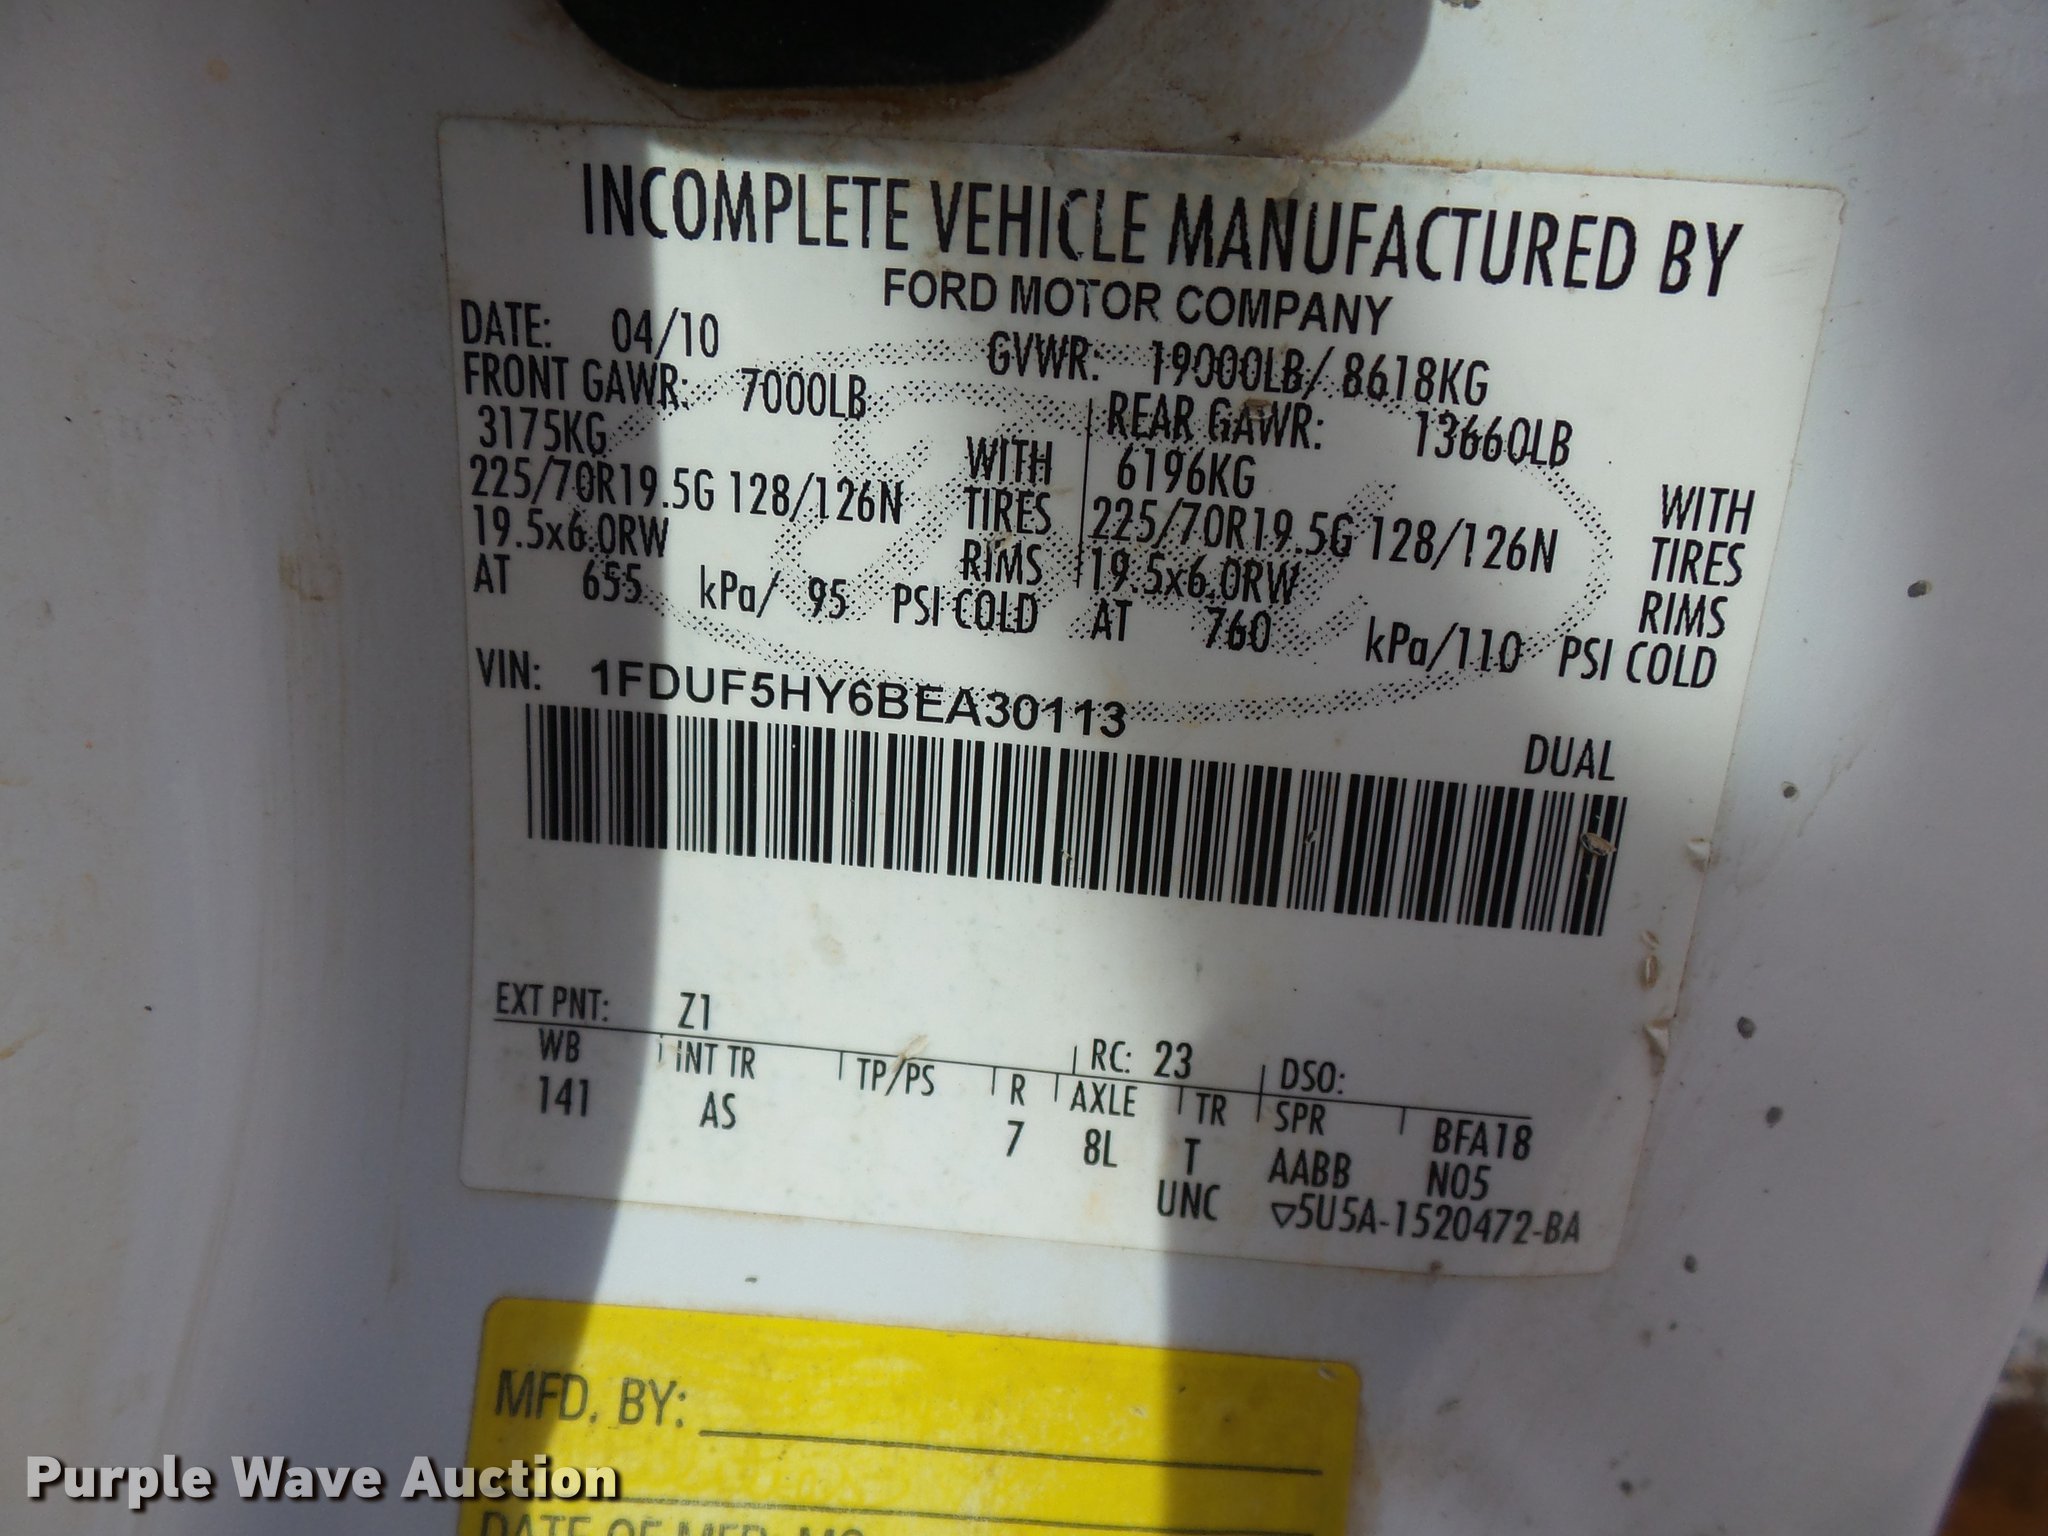 INCOMPLETE VEHICLE MANUFACTURED BY
FORD MOTOR COMPANY
DATE: 04/10 GVWR: 19000LB/ 8618KG
FRONT GAWR: 7000LB REAR GAWR: 13660LB
3175KG WITH 6196KG WITH
225/70R19.5G 128/126N TIRES 225/70R19.5G 128/126N TIRES
19.5x6.0RW RIMS 19.5x6.0RW RIMS
AT 655 kPa/ 95 PSI COLD AT 760 kPa/110 PSI COLD
VIN: 1FDUF5HY6BEA30113
DUAL
EXT PNT: Z1 RC: 23 DSO:
WB INT TR TP/PS R AXLE TR SPR BFA18
141 AS 7 8L T AABB N05
UNC ▽5U5A-1520472-BA
MFD. BY:
DATE OF MFD. MO
Purple Wave Auction